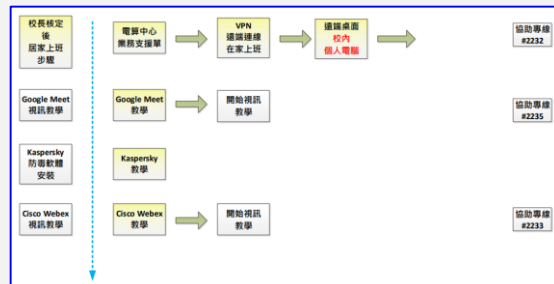 校長核定
後
居家上班
步驟
電算中心
業務支援單
VPN
遠端連線
在家上班
遠端桌面
校內
個人電腦
協助專線
#2232
Google Meet
視訊教學
Google Meet
教學
開始視訊
教學
協助專線
#2235
Kaspersky
防毒軟體
安裝
Kaspersky
教學
Cisco Webex
視訊教學
Cisco Webex
教學
開始視訊
教學
協助專線
#2233